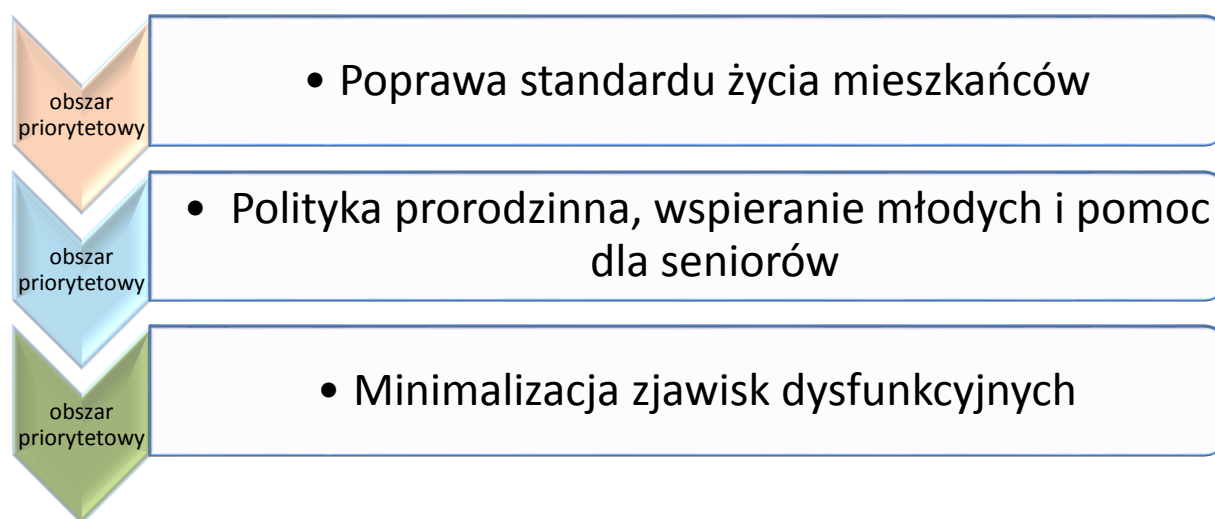 obszar
priorytetowy
• Poprawa standardu życia mieszkańców
obszar
priorytetowy
• Polityka prorodzinna, wspieranie młodych i pomoc
dla seniorów
obszar
priorytetowy
• Minimalizacja zjawisk dysfunkcyjnych